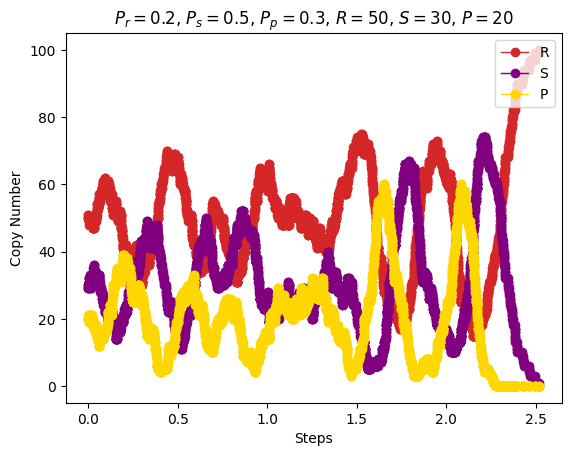 P_r = 0.2, P_s = 0.5, P_p = 0.3, R = 50, S = 30, P = 20
R
S
P
Copy Number
100
80
60
40
20
0
0.0 0.5 1.0 1.5 2.0 2.5
Steps